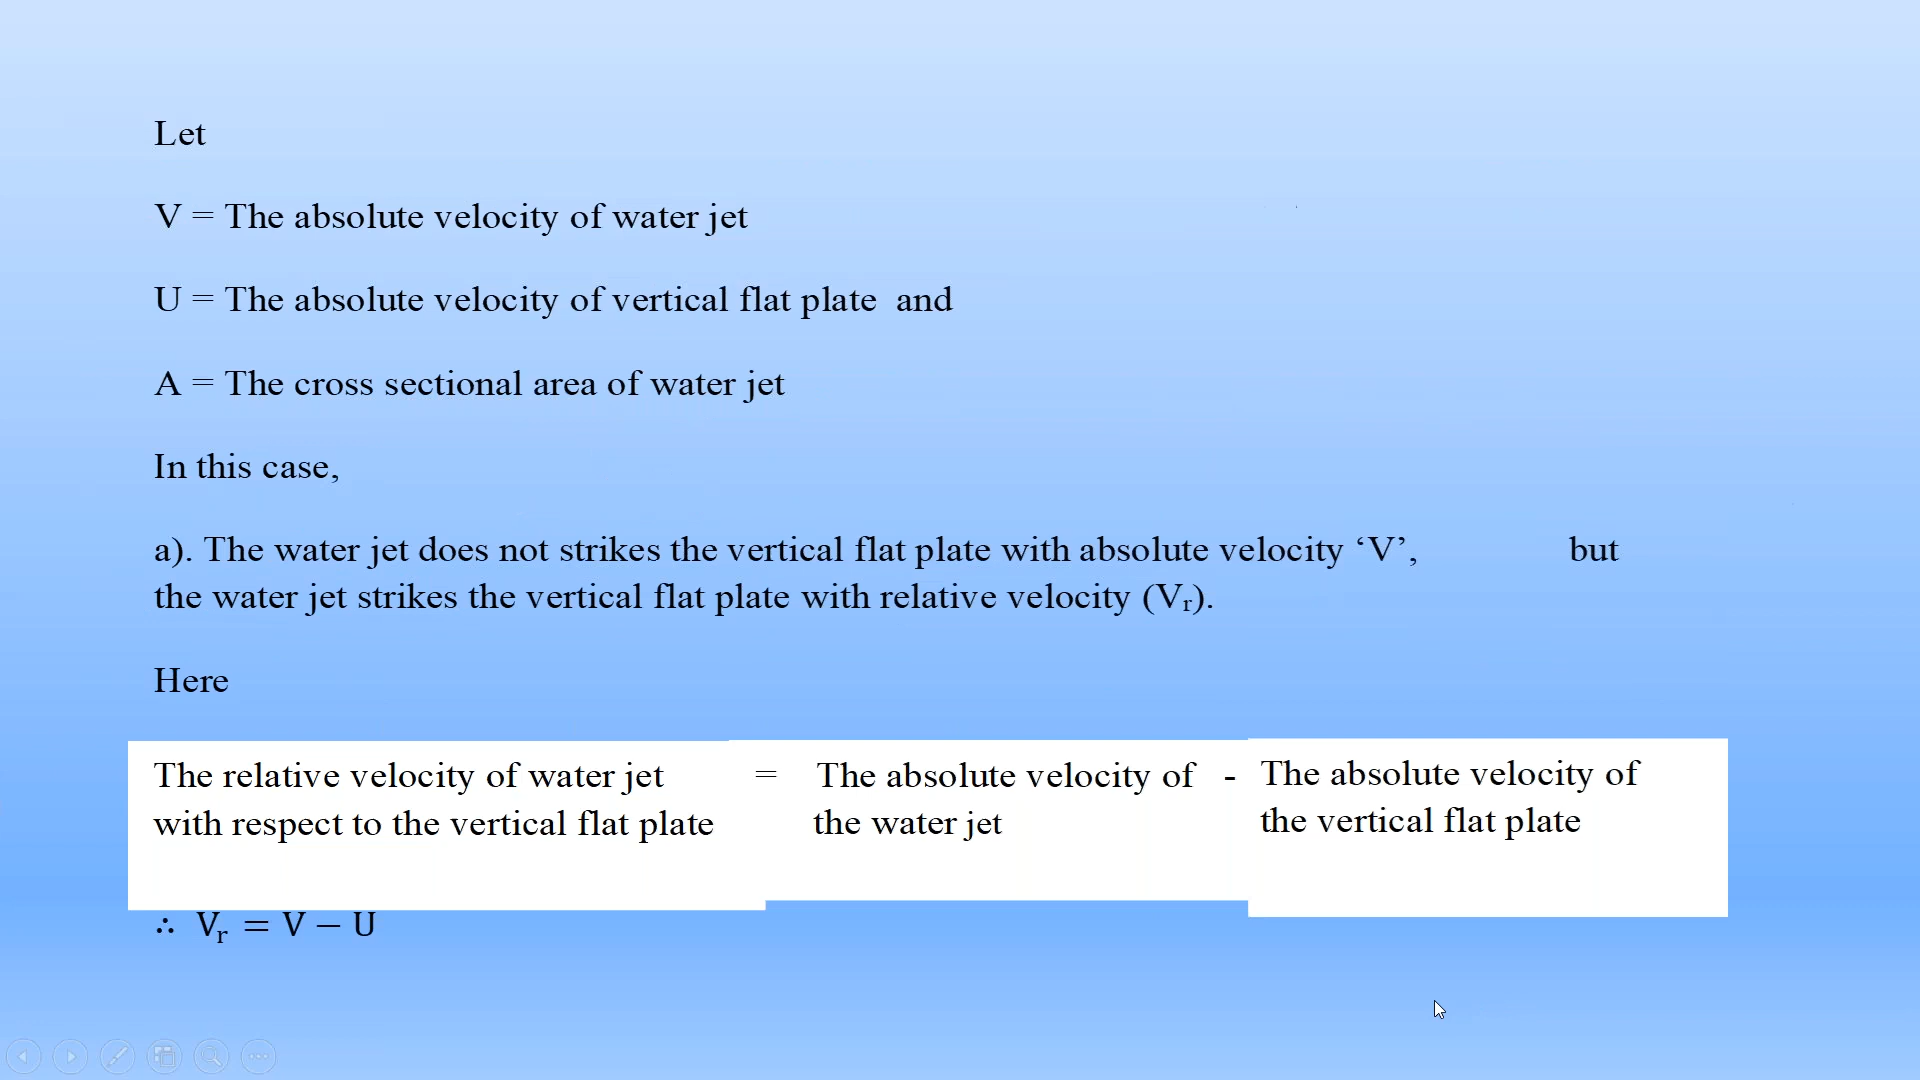 Let
V = The absolute velocity of water jet
U = The absolute velocity of vertical flat plate and
A = The cross sectional area of water jet
In this case,
a). The water jet does not strikes the vertical flat plate with absolute velocity ‘V’, but
the water jet strikes the vertical flat plate with relative velocity (Vᵣ).
Here
The relative velocity of water jet = The absolute velocity of - The absolute velocity of
with respect to the vertical flat plate the water jet the vertical flat plate
∴ Vᵣ = V − U